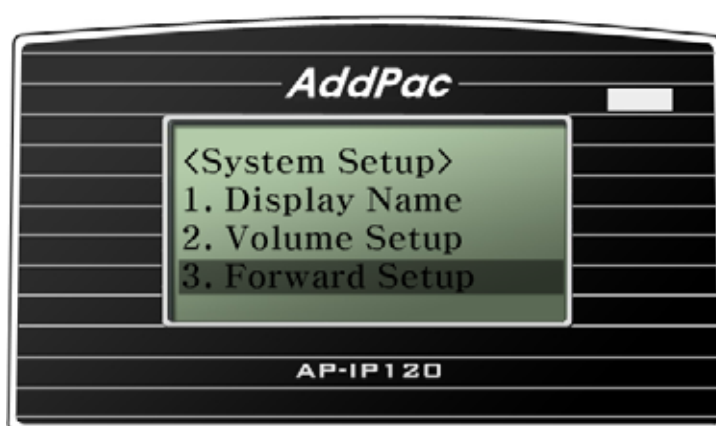 AddPac
<System Setup>
1. Display Name
2. Volume Setup
3. Forward Setup
AP-IP120